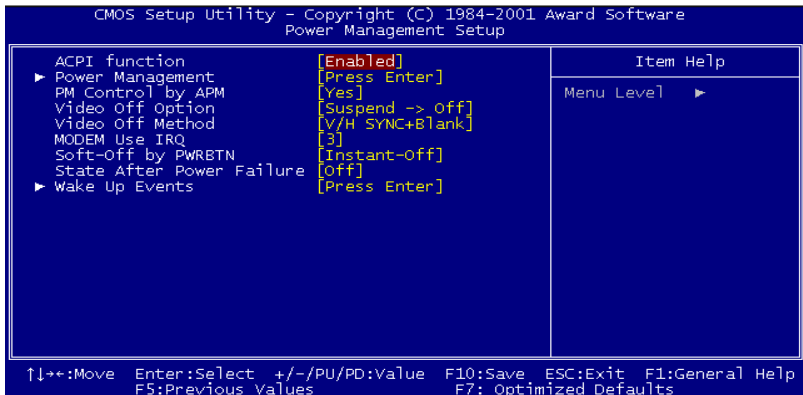 CMOS Setup Utility – Copyright (C) 1984–2001 Award Software
Power Management Setup
ACPI function [Enabled]
► Power Management [Press Enter]
PM Control by APM [Yes]
Video Off Option [Suspend -> Off]
Video Off Method [V/H SYNC+Blank]
MODEM Use IRQ [3]
Soft-Off by PWRBTN [Instant-Off]
State After Power Failure [Off]
► Wake Up Events [Press Enter]
Item Help
Menu Level ►
↑↓→←:Move Enter:Select +/-/PU/PD:Value F10:Save ESC:Exit F1:General Help
F5:Previous Values F7: Optimized Defaults